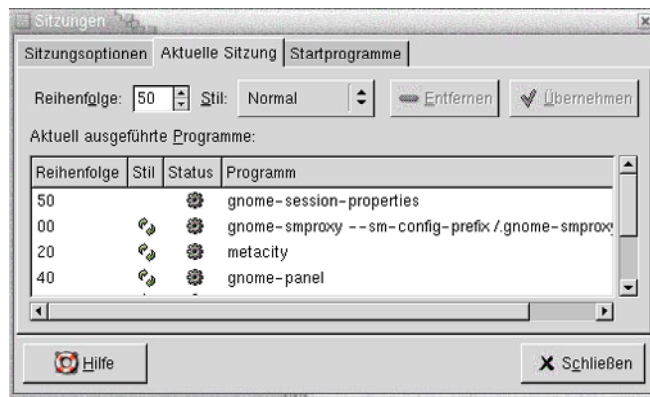 Sitzungen
Sitzungsoptionen Aktuelle Sitzung Startprogramme
Reihenfolge: 50 Stil: Normal Entfernen Übernehmen
Aktuell ausgeführte Programme:
Reihenfolge Stil Status Programm
50 gnome-session-properties
00 gnome-smproxy --sm-config-prefix /.gnome-smproxy
20 metacity
40 gnome-panel
Hilfe Schließen